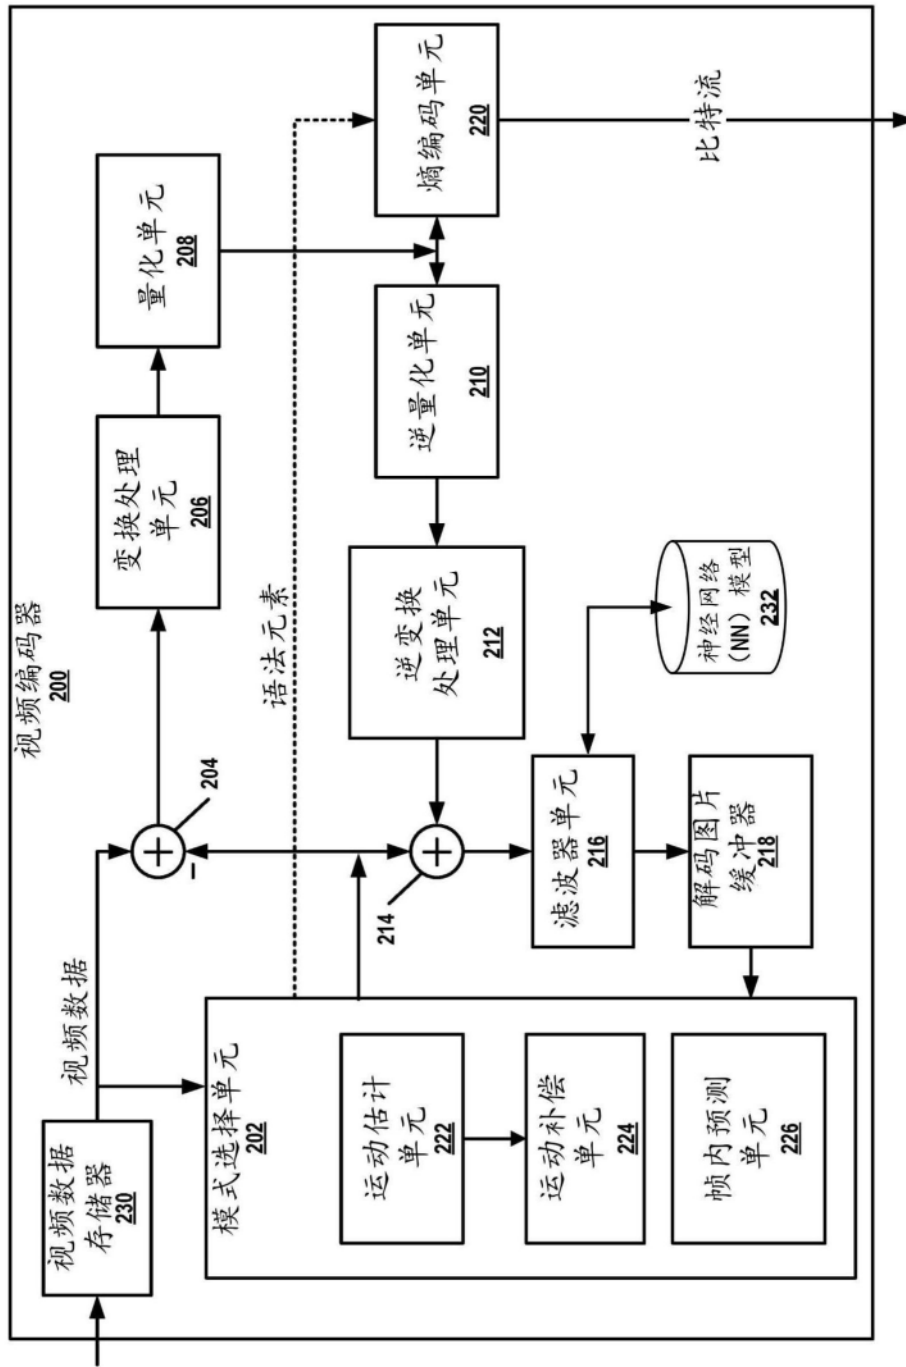 视频编码器
200
视频数据
存储器
230
视频数据
204
变换处理
单元
206
量化单元
208
语法元素
模式选择单元
202
运动估计
单元
222
运动补偿
单元
224
帧内预测
单元
226
-
214
逆变换
处理单元
212
逆量化单元
210
熵编码单元
220
比特流
滤波器单元
216
神经网络
(NN) 模型
232
解码图片
缓冲器
218